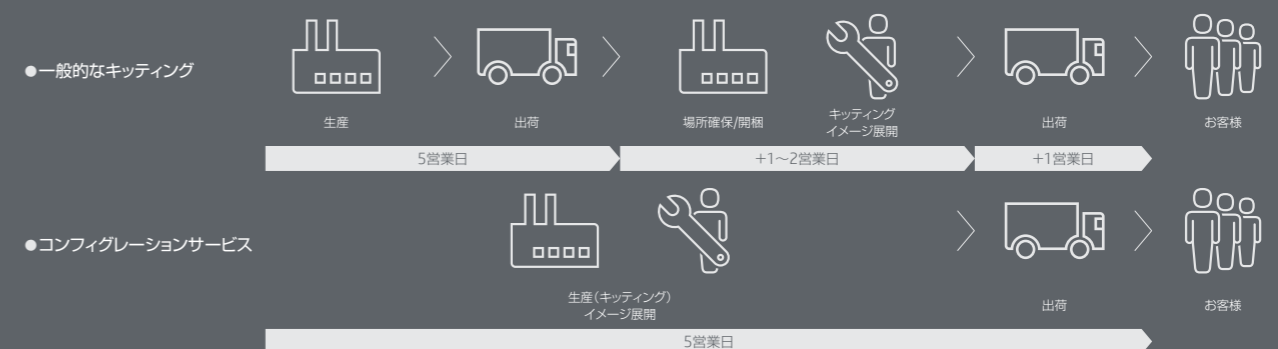 ●一般的なキッティング
生産
出荷
場所確保/開梱
キッティング
イメージ展開
出荷
お客様
5営業日
+1〜2営業日
+1営業日
●コンフィグレーションサービス
生産(キッティング)
イメージ展開
出荷
お客様
5営業日